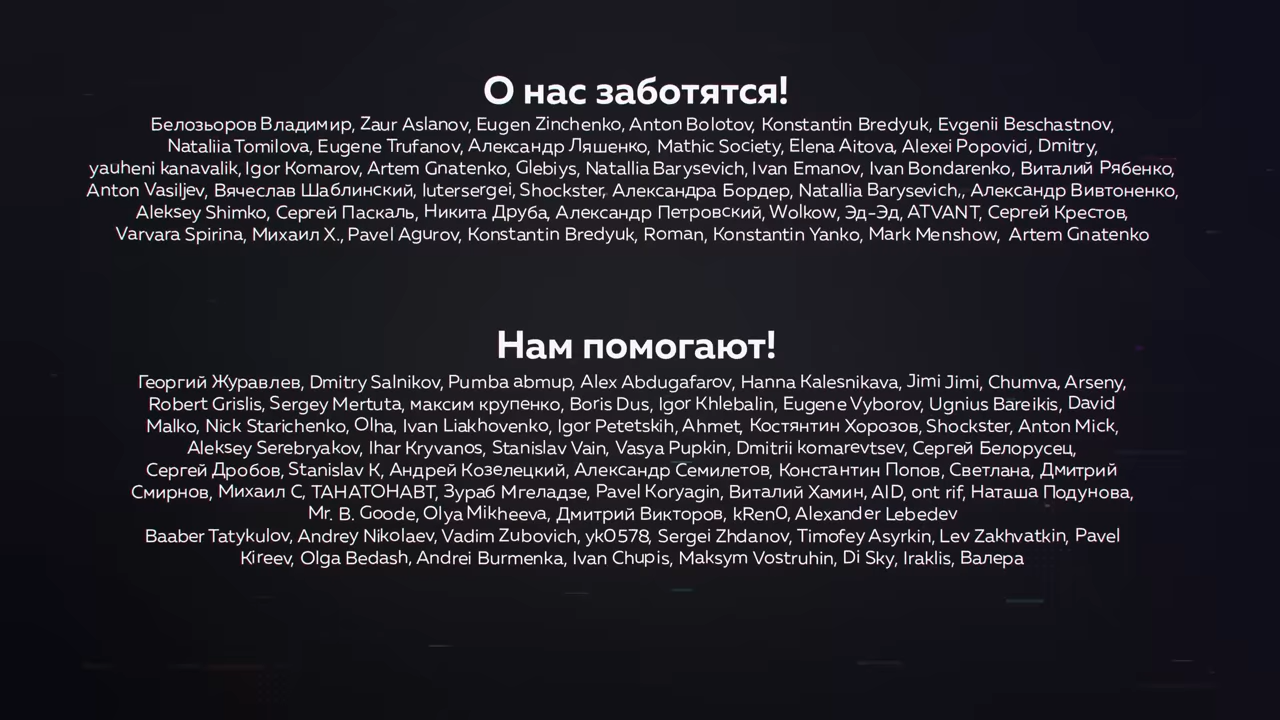 О нас заботятся!
Белозьоров Владимир, Zaur Aslanov, Eugen Zinchenko, Anton Bolotov, Konstantin Bredyuk, Evgenii Beschastnov,
Nataliia Tomilova, Eugene Trufanov, Александр Ляшенко, Mathic Society, Elena Aitova, Alexei Popovici, Dmitry,
yauheni kanavalik, Igor Komarov, Artem Gnatenko, Glebiys, Natallia Barysevich, Ivan Emanov, Ivan Bondarenko, Виталий Рябенко,
Anton Vasiljev, Вячеслав Шаблинский, Iutersergei, Shockster, Александра Бордер, Natallia Barysevich,, Александр Вивтоненко,
Aleksey Shimko, Сергей Паскаль, Никита Друба, Александр Петровский, Wolkow, Эд-Эд, ATVANT, Сергей Крестов,
Varvara Spirina, Михаил Х., Pavel Agurov, Konstantin Bredyuk, Roman, Konstantin Yanko, Mark Menshow, Artem Gnatenko
Нам помогают!
Георгий Журавлев, Dmitry Salnikov, Pumba abmup, Alex Abdugafarov, Hanna Kalesnikava, Jimi Jimi, Chumva, Arseny,
Robert Grislis, Sergey Mertuta, максим крупенко, Boris Dus, Igor Khlebalin, Eugene Vyborov, Ugnius Bareikis, David
Malko, Nick Starichenko, Olha, Ivan Liakhovenko, Igor Petetskih, Ahmet, Костянтин Хорозов, Shockster, Anton Mick,
Aleksey Serebryakov, Ihar Kryvanos, Stanislav Vain, Vasya Pupkin, Dmitrii komarevtsev, Сергей Белорусец,
Сергей Дробов, Stanislav K, Андрей Козелецкий, Александр Семилетов, Константин Попов, Светлана, Дмитрий
Смирнов, Михаил С, ТАНАТОНАВТ, Зураб Мгеладзе, Pavel Koryagin, Виталий Хамин, AID, ont rif, Наташа Подунова,
Mr. B. Goode, Olya Mikheeva, Дмитрий Викторов, kRen0, Alexander Lebedev
Baaber Tatykulov, Andrey Nikolaev, Vadim Zubovich, yk0578, Sergei Zhdanov, Timofey Asyrkin, Lev Zakhvatkin, Pavel
Kireev, Olga Bedash, Andrei Burmenka, Ivan Chupis, Maksym Vostruhin, Di Sky, Iraklis, Валера